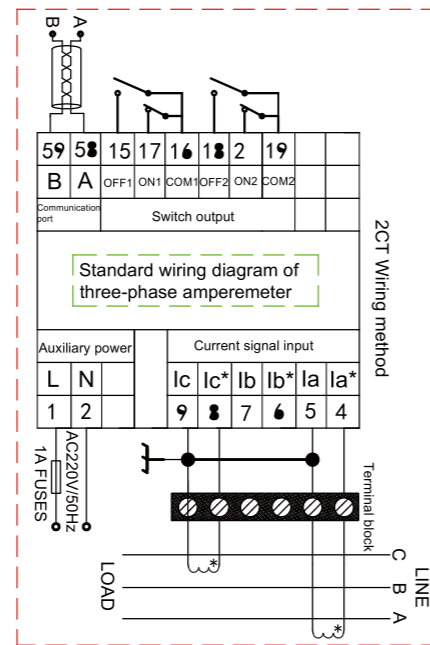 B A
59 58 15 17 16 18 2 19
B A OFF1 ON1 COM1 OFF2 ON2 COM2
Communication
port
Switch output
2CT Wiring method
Standard wiring diagram of
three-phase amperemeter
Auxiliary power
Current signal input
L N Ic Ic* Ib Ib* Ia Ia*
1 2 9 8 7 6 5 4
1A FUSES
AC220V/50Hz
Terminal block
LOAD
C
B
A
LINE
*
*